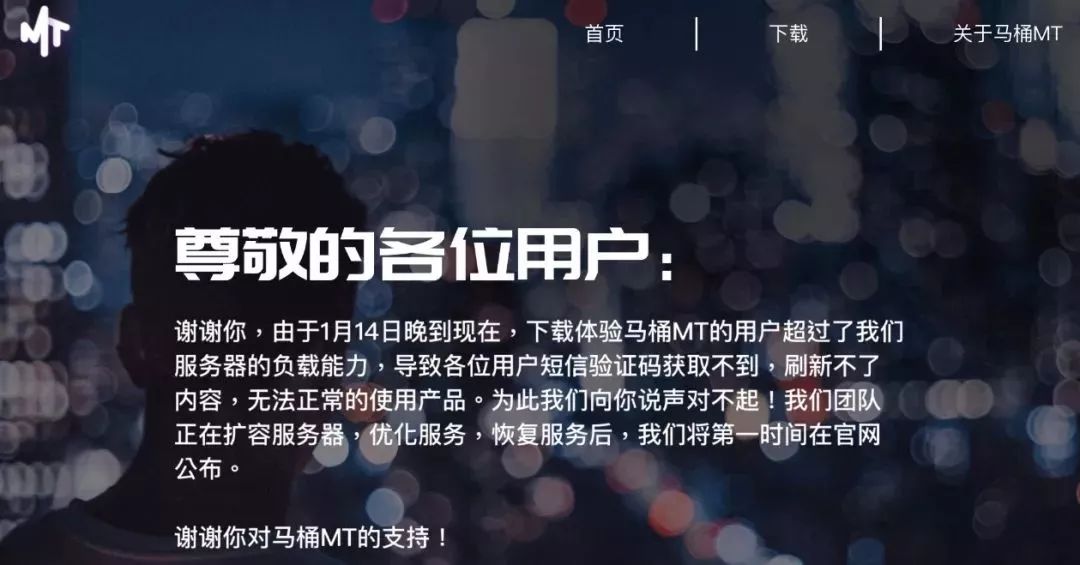 MT
首页 | 下载 | 关于马桶MT
尊敬的各位用户：
谢谢你，由于1月14日晚到现在，下载体验马桶MT的用户超过了我们
服务器的负载能力，导致各位用户短信验证码获取不到，刷新不了
内容，无法正常的使用产品。为此我们向你说声对不起！我们团队
正在扩容服务器，优化服务，恢复服务后，我们将第一时间在官网
公布。
谢谢你对马桶MT的支持！